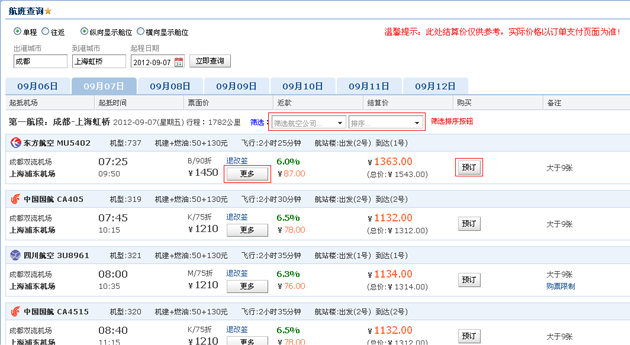 航班查询
单程 往返 纵向显示舱位 横向显示舱位
温馨提示：此处结算价仅供参考，实际价格以订单支付页面为准！
出港城市 到港城市 起程日期
成都 上海虹桥 2012-09-07 立即查询
09月06日 09月07日 09月08日 09月09日 09月10日 09月11日 09月12日
起抵机场 起抵时间 票面价 返款 结算价 购买 备注
第一航段：成都-上海虹桥 2012-09-07(星期五) 行程：1782公里 筛选： 筛选航空公司... 排序... 筛选排序按钮
东方航空 MU5402 机型:737 机建+燃油:50+130元 飞行:2小时25分钟 航站楼:出发(2号) 到达(1号)
成都双流机场 07:25 B/90折 退改签 6.0% ¥1363.00 预订 大于9张
上海浦东机场 09:50 ¥1450 更多 ¥87.00 (总价:¥1543.00)
中国国航 CA405 机型:319 机建+燃油:50+130元 飞行:2小时30分钟 航站楼:出发(2号) 到达(1号)
成都双流机场 07:45 K/75折 退改签 6.5% ¥1132.00 预订 大于9张
上海浦东机场 10:15 ¥1210 更多 ¥78.00 (总价:¥1312.00)
四川航空 3U8961 机型:321 机建+燃油:50+130元 飞行:2小时35分钟 航站楼:出发(1号) 到达(1号)
成都双流机场 08:00 M/75折 退改签 6.3% ¥1134.00 预订 大于9张
上海浦东机场 10:35 ¥1210 更多 ¥76.00 (总价:¥1314.00) 购票限制
中国国航 CA4515 机型:320 机建+燃油:50+130元 飞行:2小时30分钟 航站楼:出发(2号) 到达(1号)
成都双流机场 08:40 K/75折 退改签 6.5% ¥1132.00 预订 大于9张
上海浦东机场 11:15 ¥1210 更多 ¥78.00 (总价:¥1312.00)